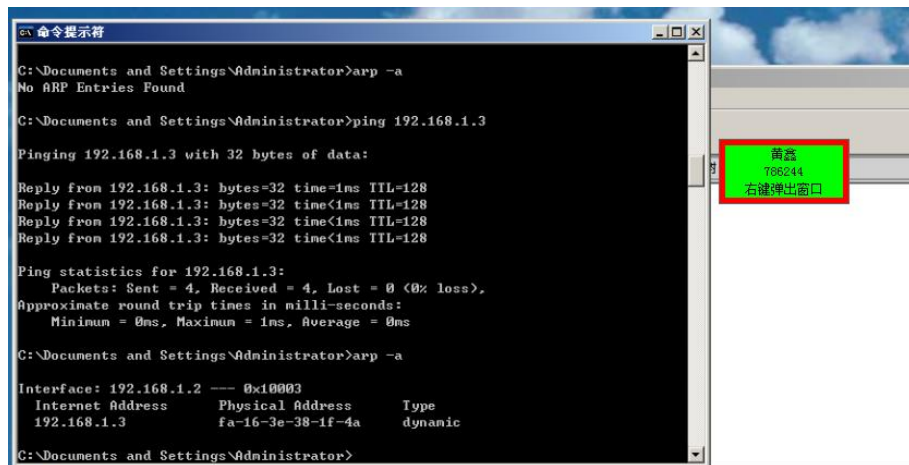 命令提示符
C:\Documents and Settings\Administrator>arp -a
No ARP Entries Found
C:\Documents and Settings\Administrator>ping 192.168.1.3
Pinging 192.168.1.3 with 32 bytes of data:
Reply from 192.168.1.3: bytes=32 time=1ms TTL=128
Reply from 192.168.1.3: bytes=32 time<1ms TTL=128
Reply from 192.168.1.3: bytes=32 time<1ms TTL=128
Reply from 192.168.1.3: bytes=32 time<1ms TTL=128
Ping statistics for 192.168.1.3:
Packets: Sent = 4, Received = 4, Lost = 0 (0% loss),
Approximate round trip times in milli-seconds:
Minimum = 0ms, Maximum = 1ms, Average = 0ms
C:\Documents and Settings\Administrator>arp -a
Interface: 192.168.1.2 --- 0x10003
Internet Address Physical Address Type
192.168.1.3 fa-16-3e-38-1f-4a dynamic
C:\Documents and Settings\Administrator>
黄鑫
786244
右键弹出窗口